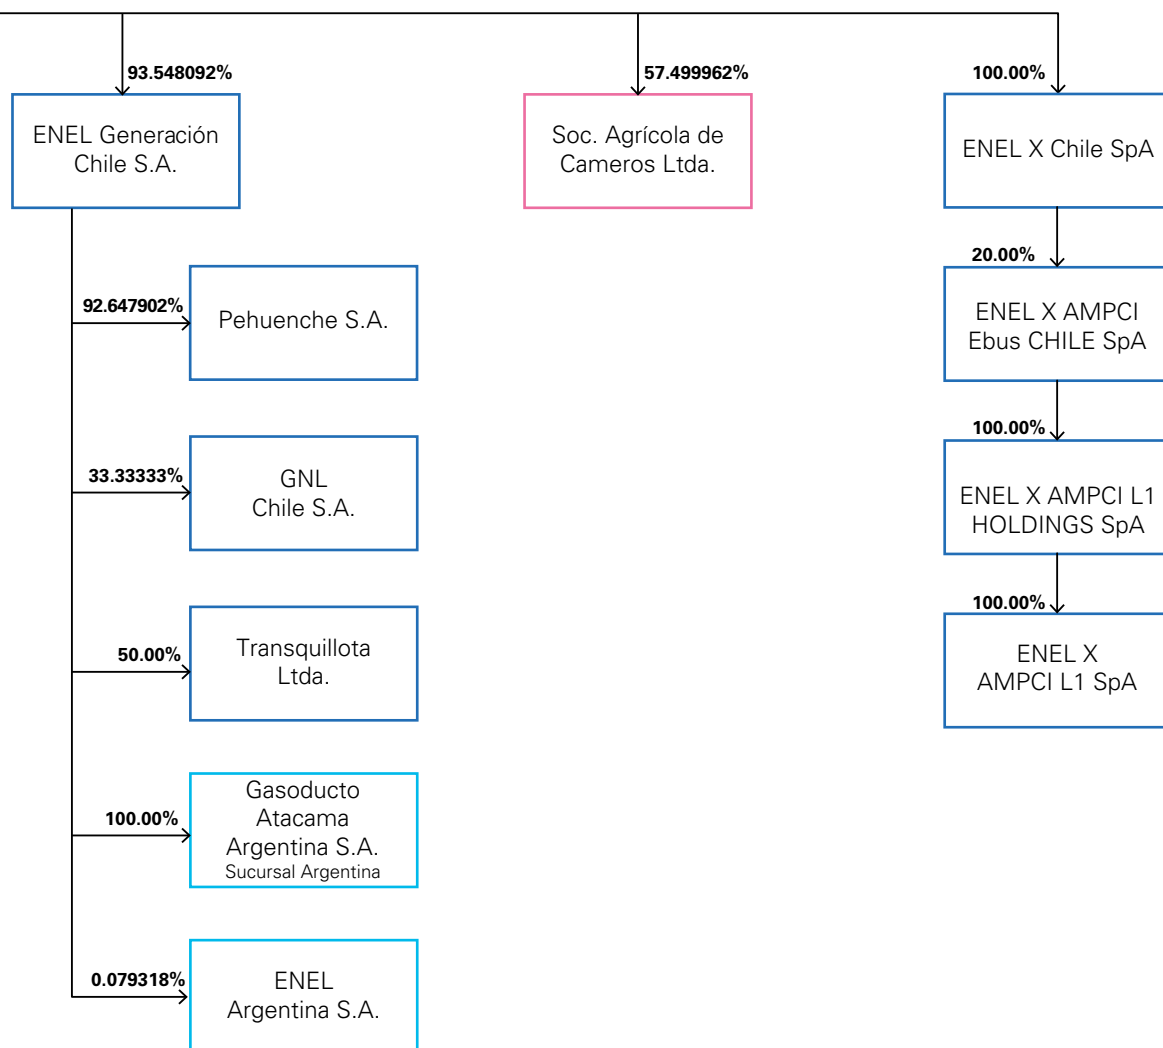 93.548092%
57.499962%
100.00%
ENEL Generación
Chile S.A.
Soc. Agrícola de
Cameros Ltda.
ENEL X Chile SpA
20.00%
92.647902%
Pehuenche S.A.
ENEL X AMPCI
Ebus CHILE SpA
100.00%
33.33333%
GNL
Chile S.A.
ENEL X AMPCI L1
HOLDINGS SpA
100.00%
50.00%
Transquillota
Ltda.
ENEL X
AMPCI L1 SpA
100.00%
Gasoducto
Atacama
Argentina S.A.
Sucursal Argentina
0.079318%
ENEL
Argentina S.A.